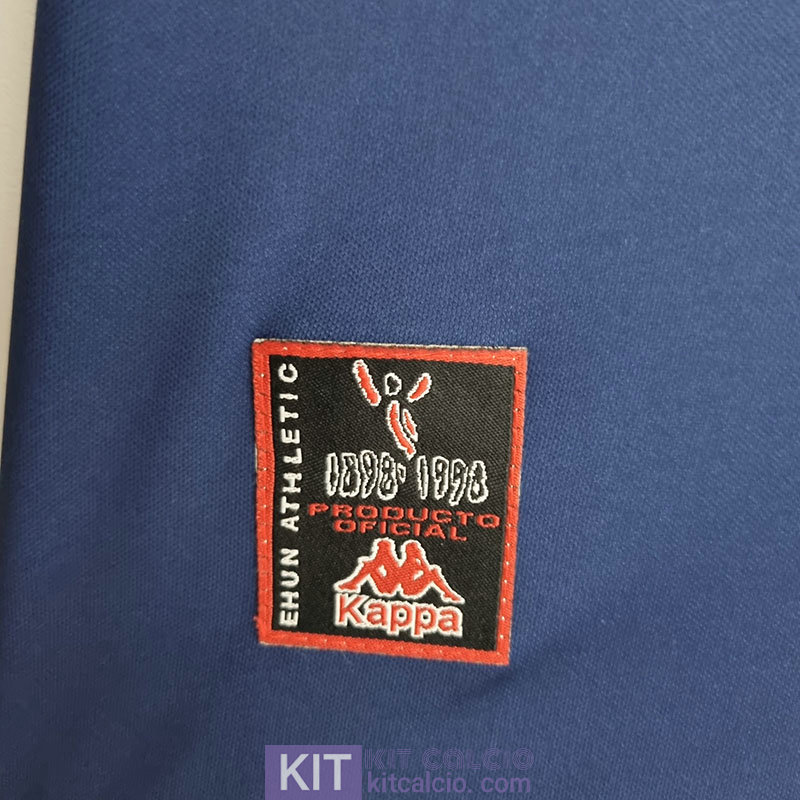 EHUN ATHLETIC
1898·1998
PRODUCTO
OFICIAL
Kappa
KIT
KIT CALCIO
kitcalcio.com